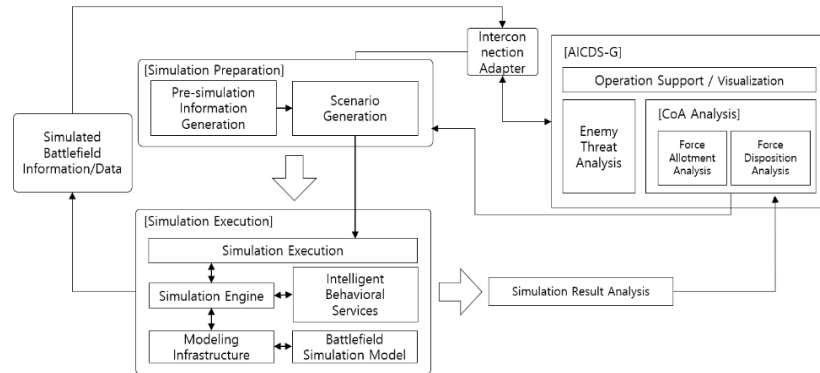 Intercon
nection
Adapter
[Simulation Preparation]
Pre-simulation
Information
Generation
Scenario
Generation
[AICDS-G]
Operation Support / Visualization
Enemy
Threat
Analysis
[CoA Analysis]
Force
Allotment
Analysis
Force
Disposition
Analysis
Simulated
Battlefield
Information/Data
[Simulation Execution]
Simulation Execution
Simulation Engine
Intelligent
Behavioral
Services
Modeling
Infrastructure
Battlefield
Simulation Model
Simulation Result Analysis